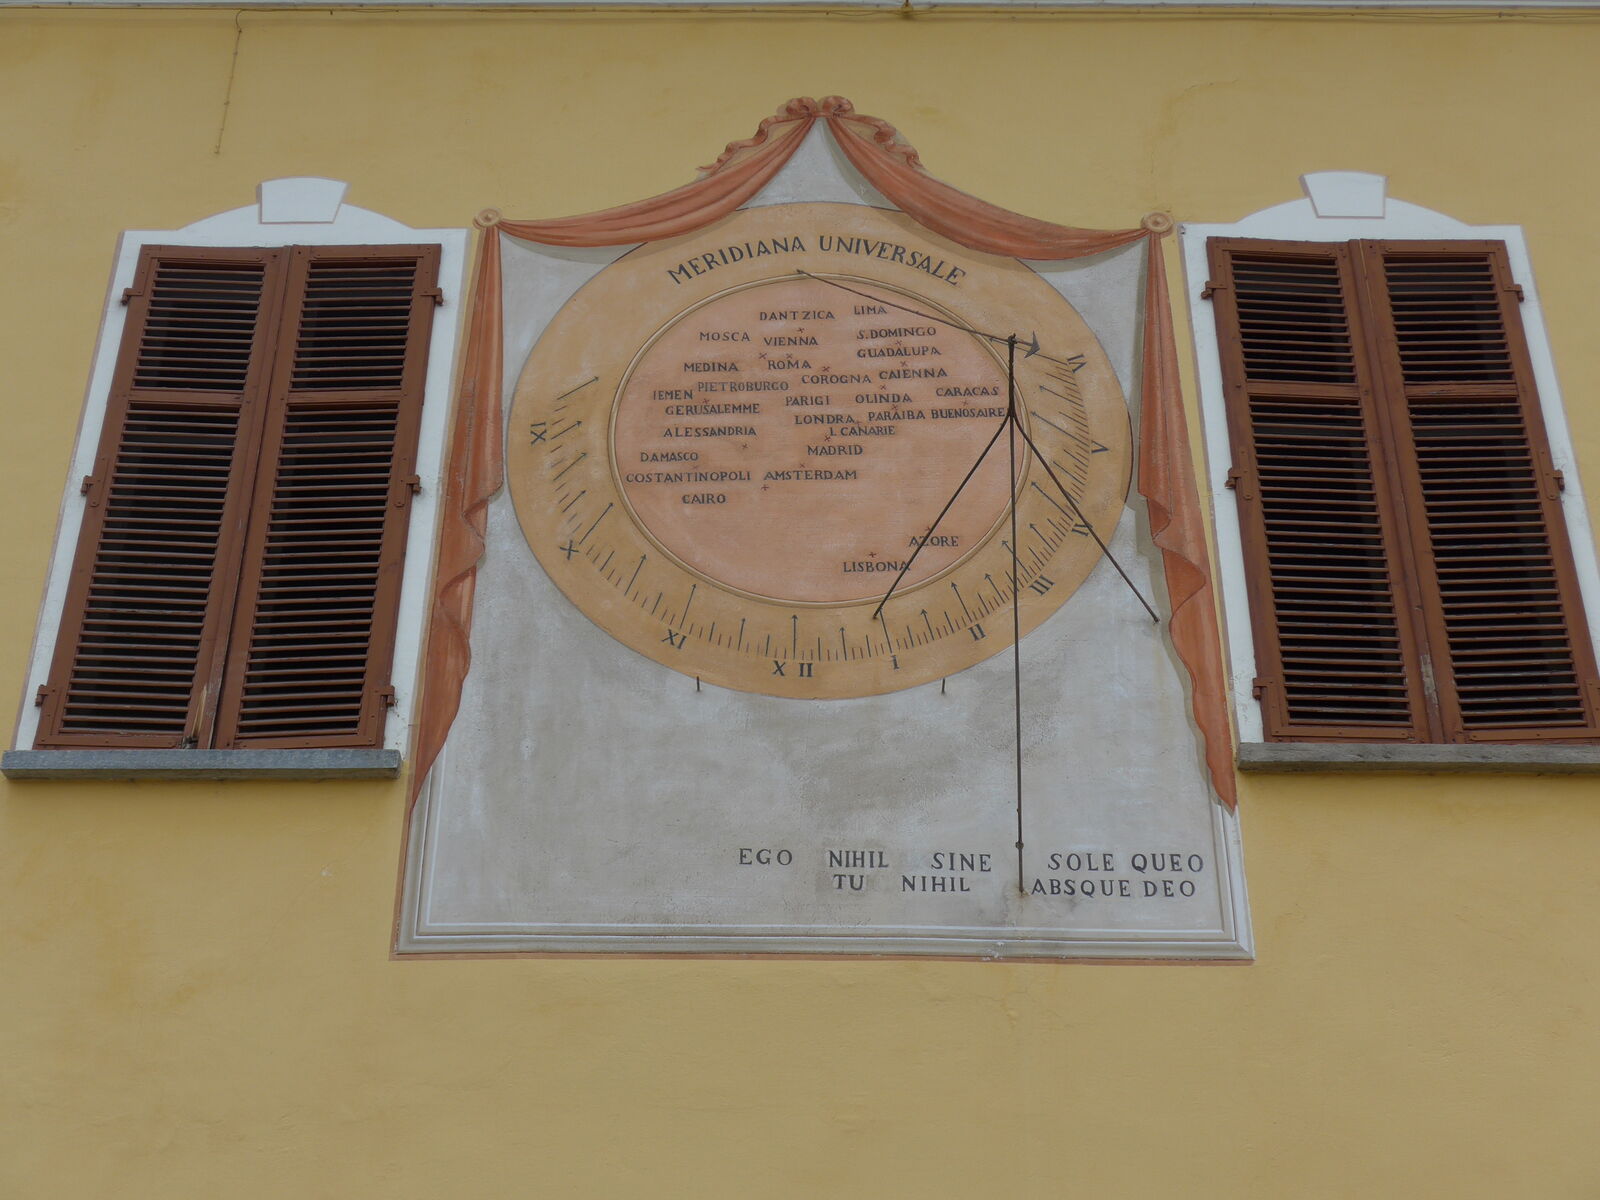 MERIDIANA UNIVERSALE
DANTZICA LIMA
MOSCA VIENNA S.DOMINGO
GUADALUPA
MEDINA ROMA
COROGNA CAIENNA
IEMEN PIETROBURGO PARIGI OLINDA CARACAS
GERUSALEMME LONDRA PARAIBA BUENOSAIRE
ALESSANDRIA I. CANARIE
DAMASCO MADRID
COSTANTINOPOLI AMSTERDAM
CAIRO
AZORE
LISBONA
IX X XI XII I II III IV V VI
EGO NIHIL SINE SOLE QUEO
TU NIHIL ABSQUE DEO